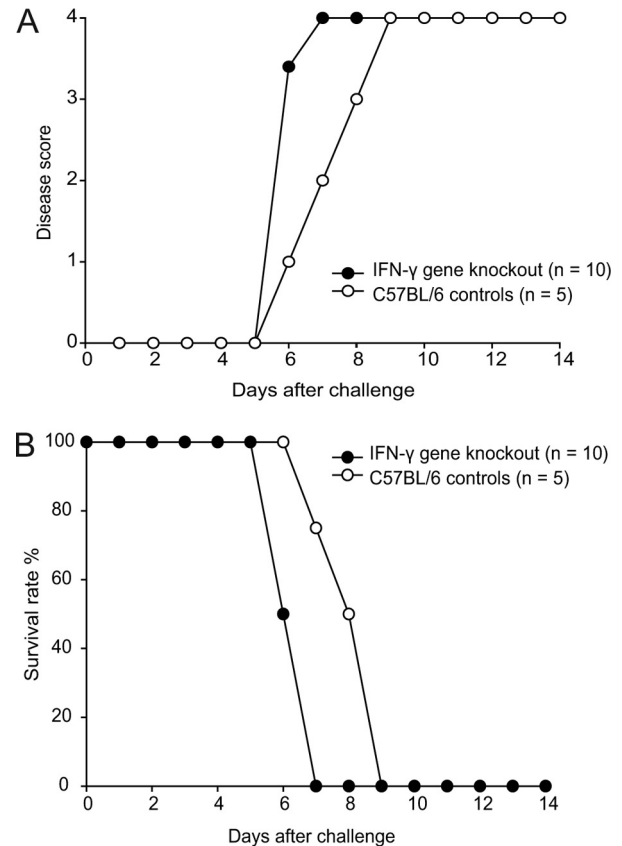 A
4
3
2
1
0
Disease score
IFN-γ gene knockout (n = 10)
C57BL/6 controls (n = 5)
0 2 4 6 8 10 12 14
Days after challenge
B
100
80
60
40
20
0
Survival rate %
IFN-γ gene knockout (n = 10)
C57BL/6 controls (n = 5)
0 2 4 6 8 10 12 14
Days after challenge